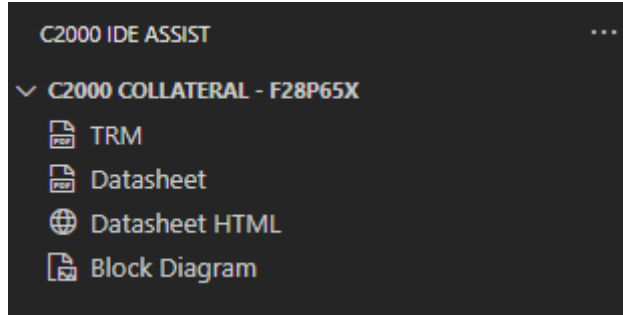 C2000 IDE ASSIST
C2000 COLLATERAL - F28P65X
TRM
Datasheet
Datasheet HTML
Block Diagram